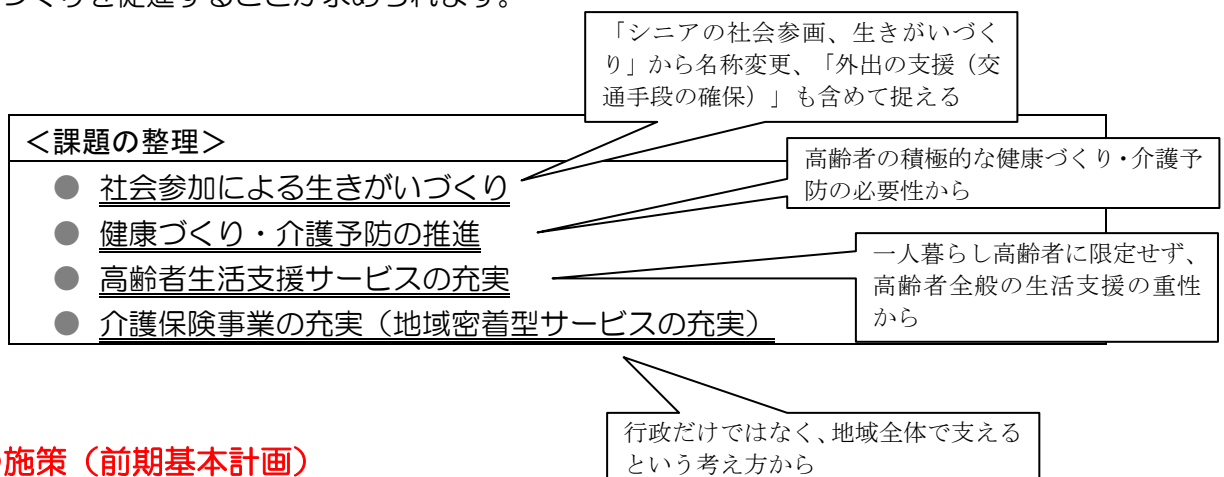 づくりを促進することが求められます。
「シニアの社会参画、生きがいづく
り」から名称変更、「外出の支援（交
通手段の確保）」も含めて捉える
＜課題の整理＞
● 社会参加による生きがいづくり
高齢者の積極的な健康づくり・介護予
防の必要性から
● 健康づくり・介護予防の推進
● 高齢者生活支援サービスの充実
一人暮らし高齢者に限定せず、
高齢者全般の生活支援の重性
から
● 介護保険事業の充実（地域密着型サービスの充実）
行政だけではなく、地域全体で支える
という考え方から
施策（前期基本計画）